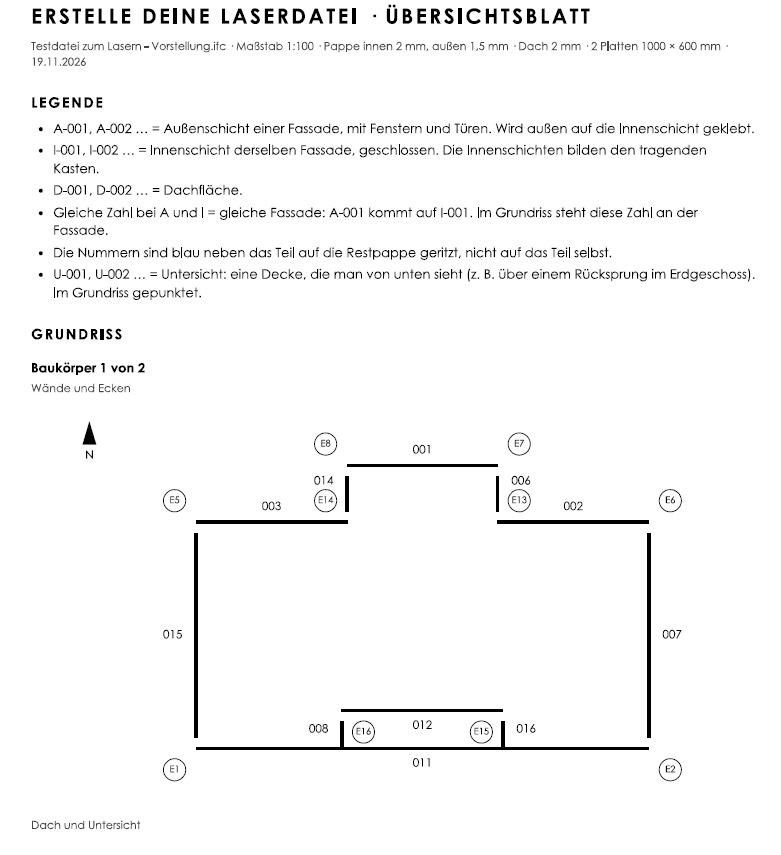 ERSTELLE DEINE LASERDATEI · ÜBERSICHTSBLATT
Testdatei zum Lasern – Vorstellung.ifc · Maßstab 1:100 · Pappe innen 2 mm, außen 1,5 mm · Dach 2 mm · 2 Platten 1000 × 600 mm ·
19.11.2026
LEGENDE
• A-001, A-002 … = Außenschicht einer Fassade, mit Fenstern und Türen. Wird außen auf die Innenschicht geklebt.
• I-001, I-002 … = Innenschicht derselben Fassade, geschlossen. Die Innenschichten bilden den tragenden
Kasten.
• D-001, D-002 … = Dachfläche.
• Gleiche Zahl bei A und I = gleiche Fassade: A-001 kommt auf I-001. Im Grundriss steht diese Zahl an der
Fassade.
• Die Nummern sind blau neben das Teil auf die Restpappe geritzt, nicht auf das Teil selbst.
• U-001, U-002 … = Untersicht: eine Decke, die man von unten sieht (z. B. über einem Rücksprung im Erdgeschoss).
Im Grundriss gepunktet.
GRUNDRISS
Baukörper 1 von 2
Wände und Ecken
N
E8 001 E7
014 006
E5 003 E14 E13 002 E6
015 007
008 E16 012 E15 016
E1 011 E2
Dach und Untersicht